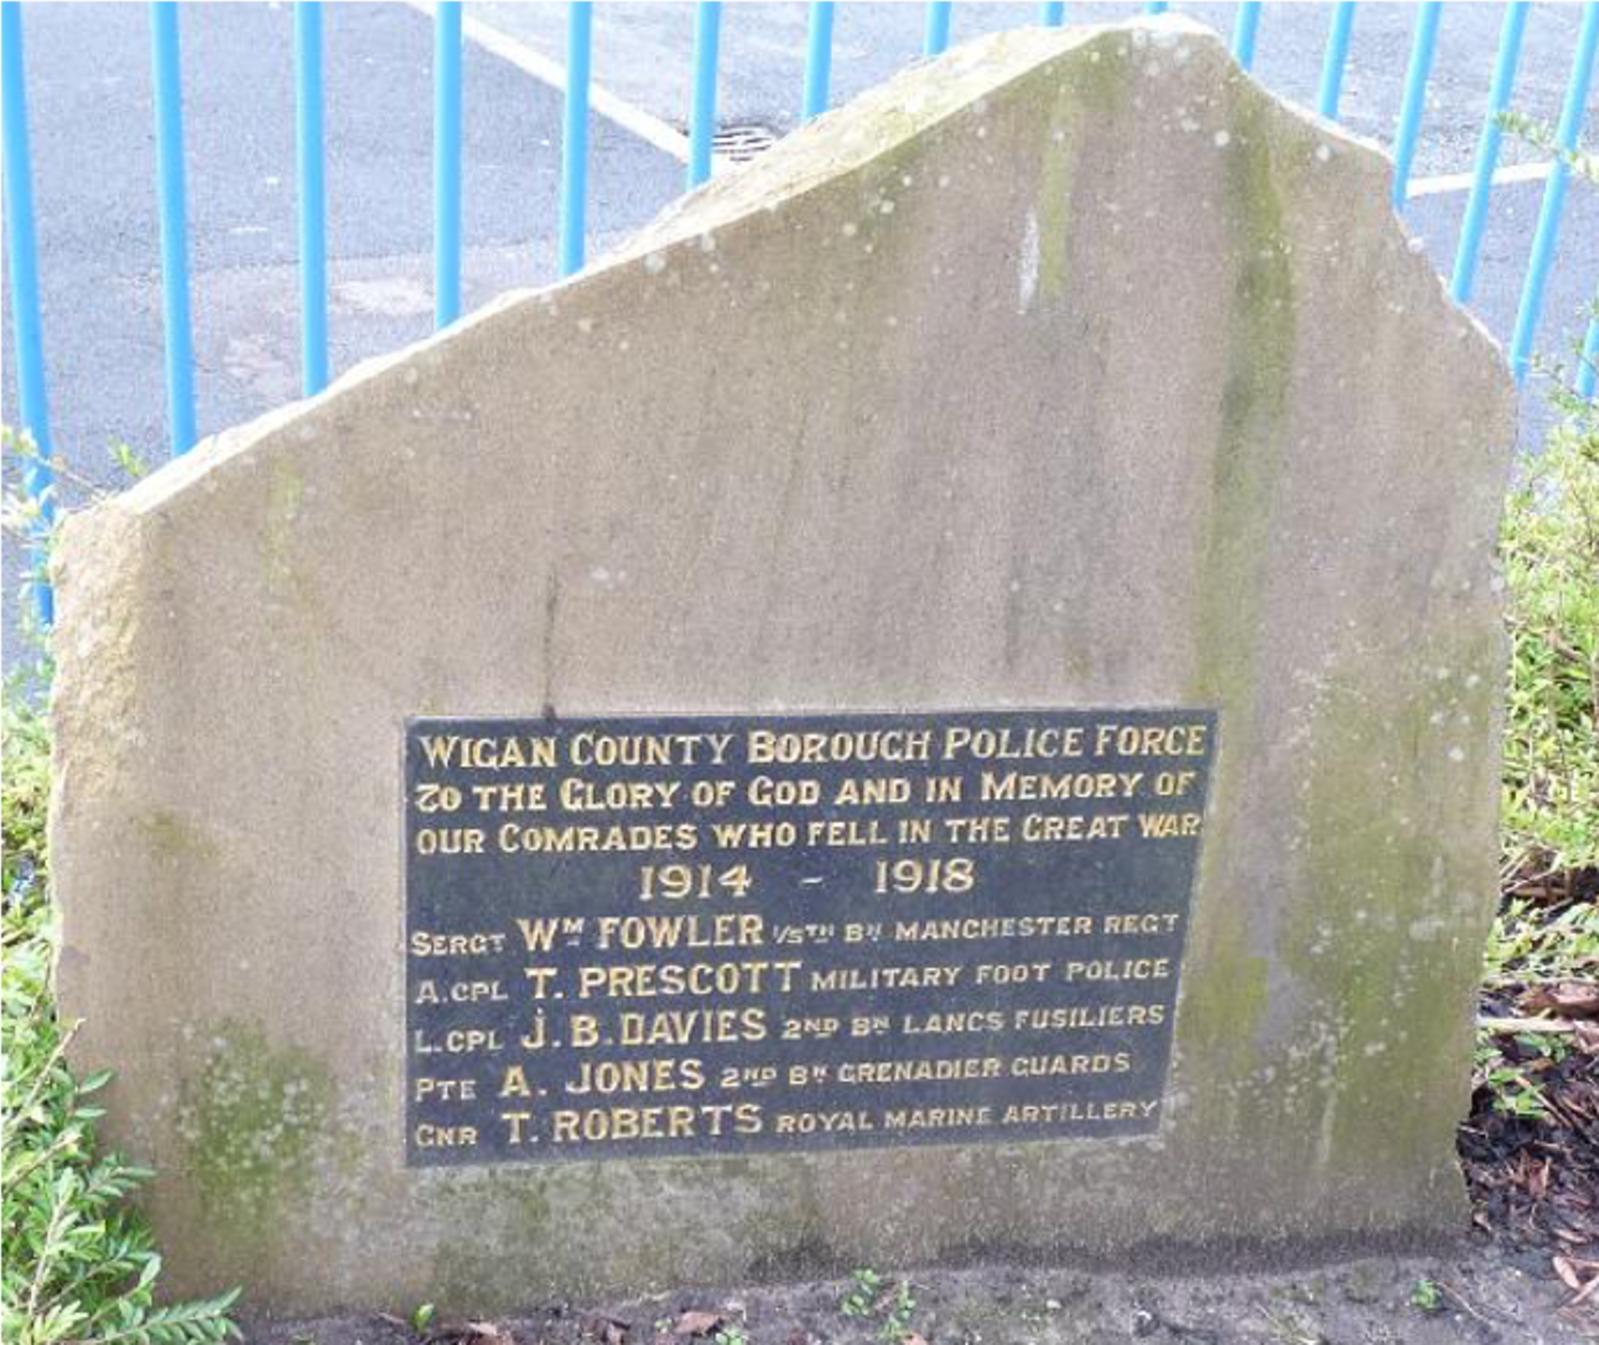 WIGAN COUNTY BOROUGH POLICE FORCE
TO THE GLORY OF GOD AND IN MEMORY OF
OUR COMRADES WHO FELL IN THE GREAT WAR
1914 - 1918
SERGT WM FOWLER 1/5TH BN MANCHESTER REGT
A.CPL T. PRESCOTT MILITARY FOOT POLICE
L.CPL J.B.DAVIES 2ND BN LANCS FUSILIERS
PTE A. JONES 2ND BN GRENADIER GUARDS
GNR T. ROBERTS ROYAL MARINE ARTILLERY